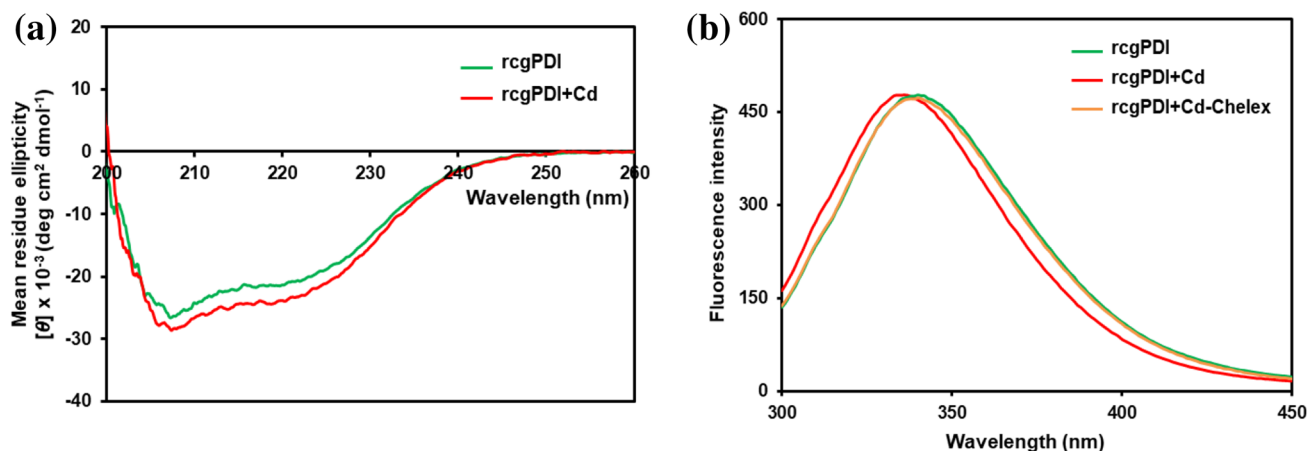 (a)
20
10
0
-10
-20
-30
-40
200 210 220 230 240 250 260
Mean residue ellipticity
[θ] x 10⁻³ (deg cm² dmol⁻¹)
Wavelength (nm)
rcgPDI
rcgPDI+Cd
(b)
600
450
300
150
0
300 350 400 450
Fluorescence intensity
Wavelength (nm)
rcgPDI
rcgPDI+Cd
rcgPDI+Cd-Chelex